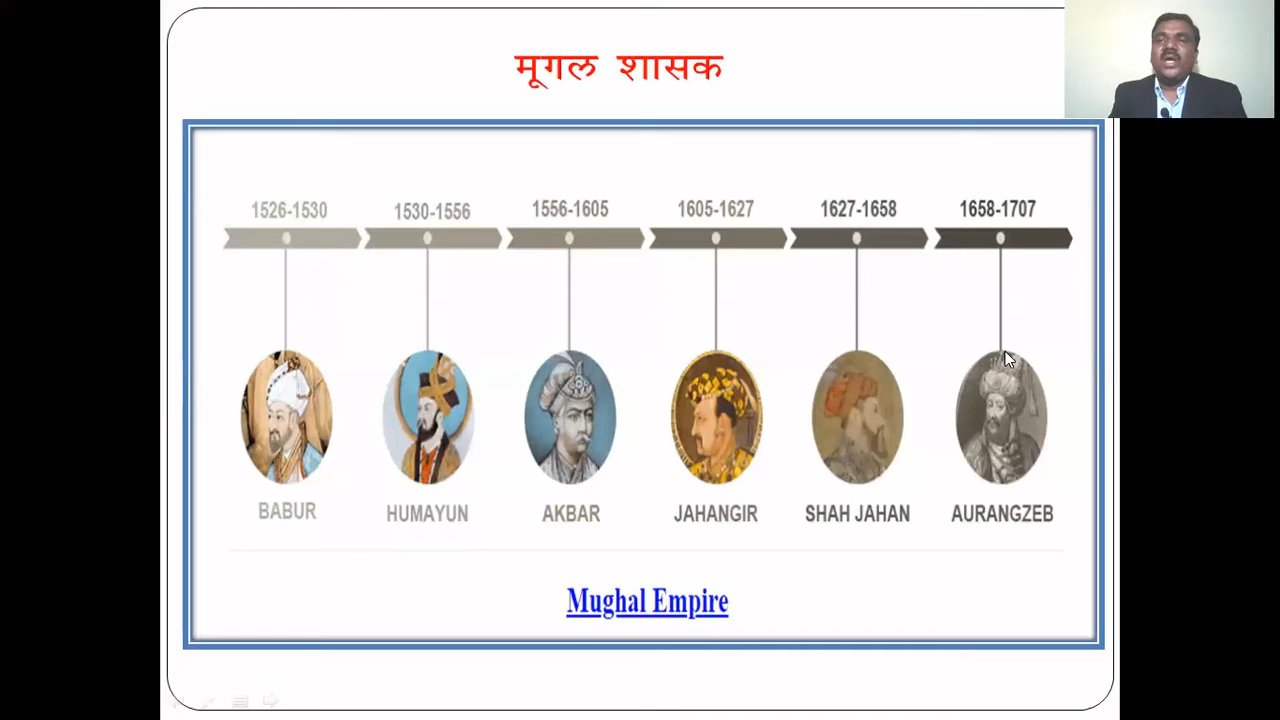 मूगल शासक
1526-1530 1530-1556 1556-1605 1605-1627 1627-1658 1658-1707
BABUR HUMAYUN AKBAR JAHANGIR SHAH JAHAN AURANGZEB
Mughal Empire